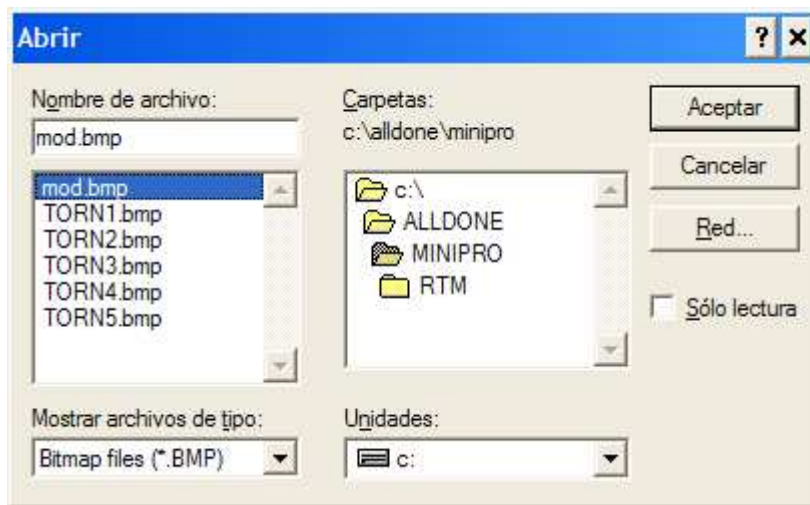 Abrir
Nombre de archivo:
mod.bmp
mod.bmp
TORN1.bmp
TORN2.bmp
TORN3.bmp
TORN4.bmp
TORN5.bmp
Mostrar archivos de tipo:
Bitmap files (*.BMP)
Carpetas:
c:\alldone\minipro
c:\
ALLDONE
MINIPRO
RTM
Unidades:
c:
Aceptar
Cancelar
Red...
Sólo lectura